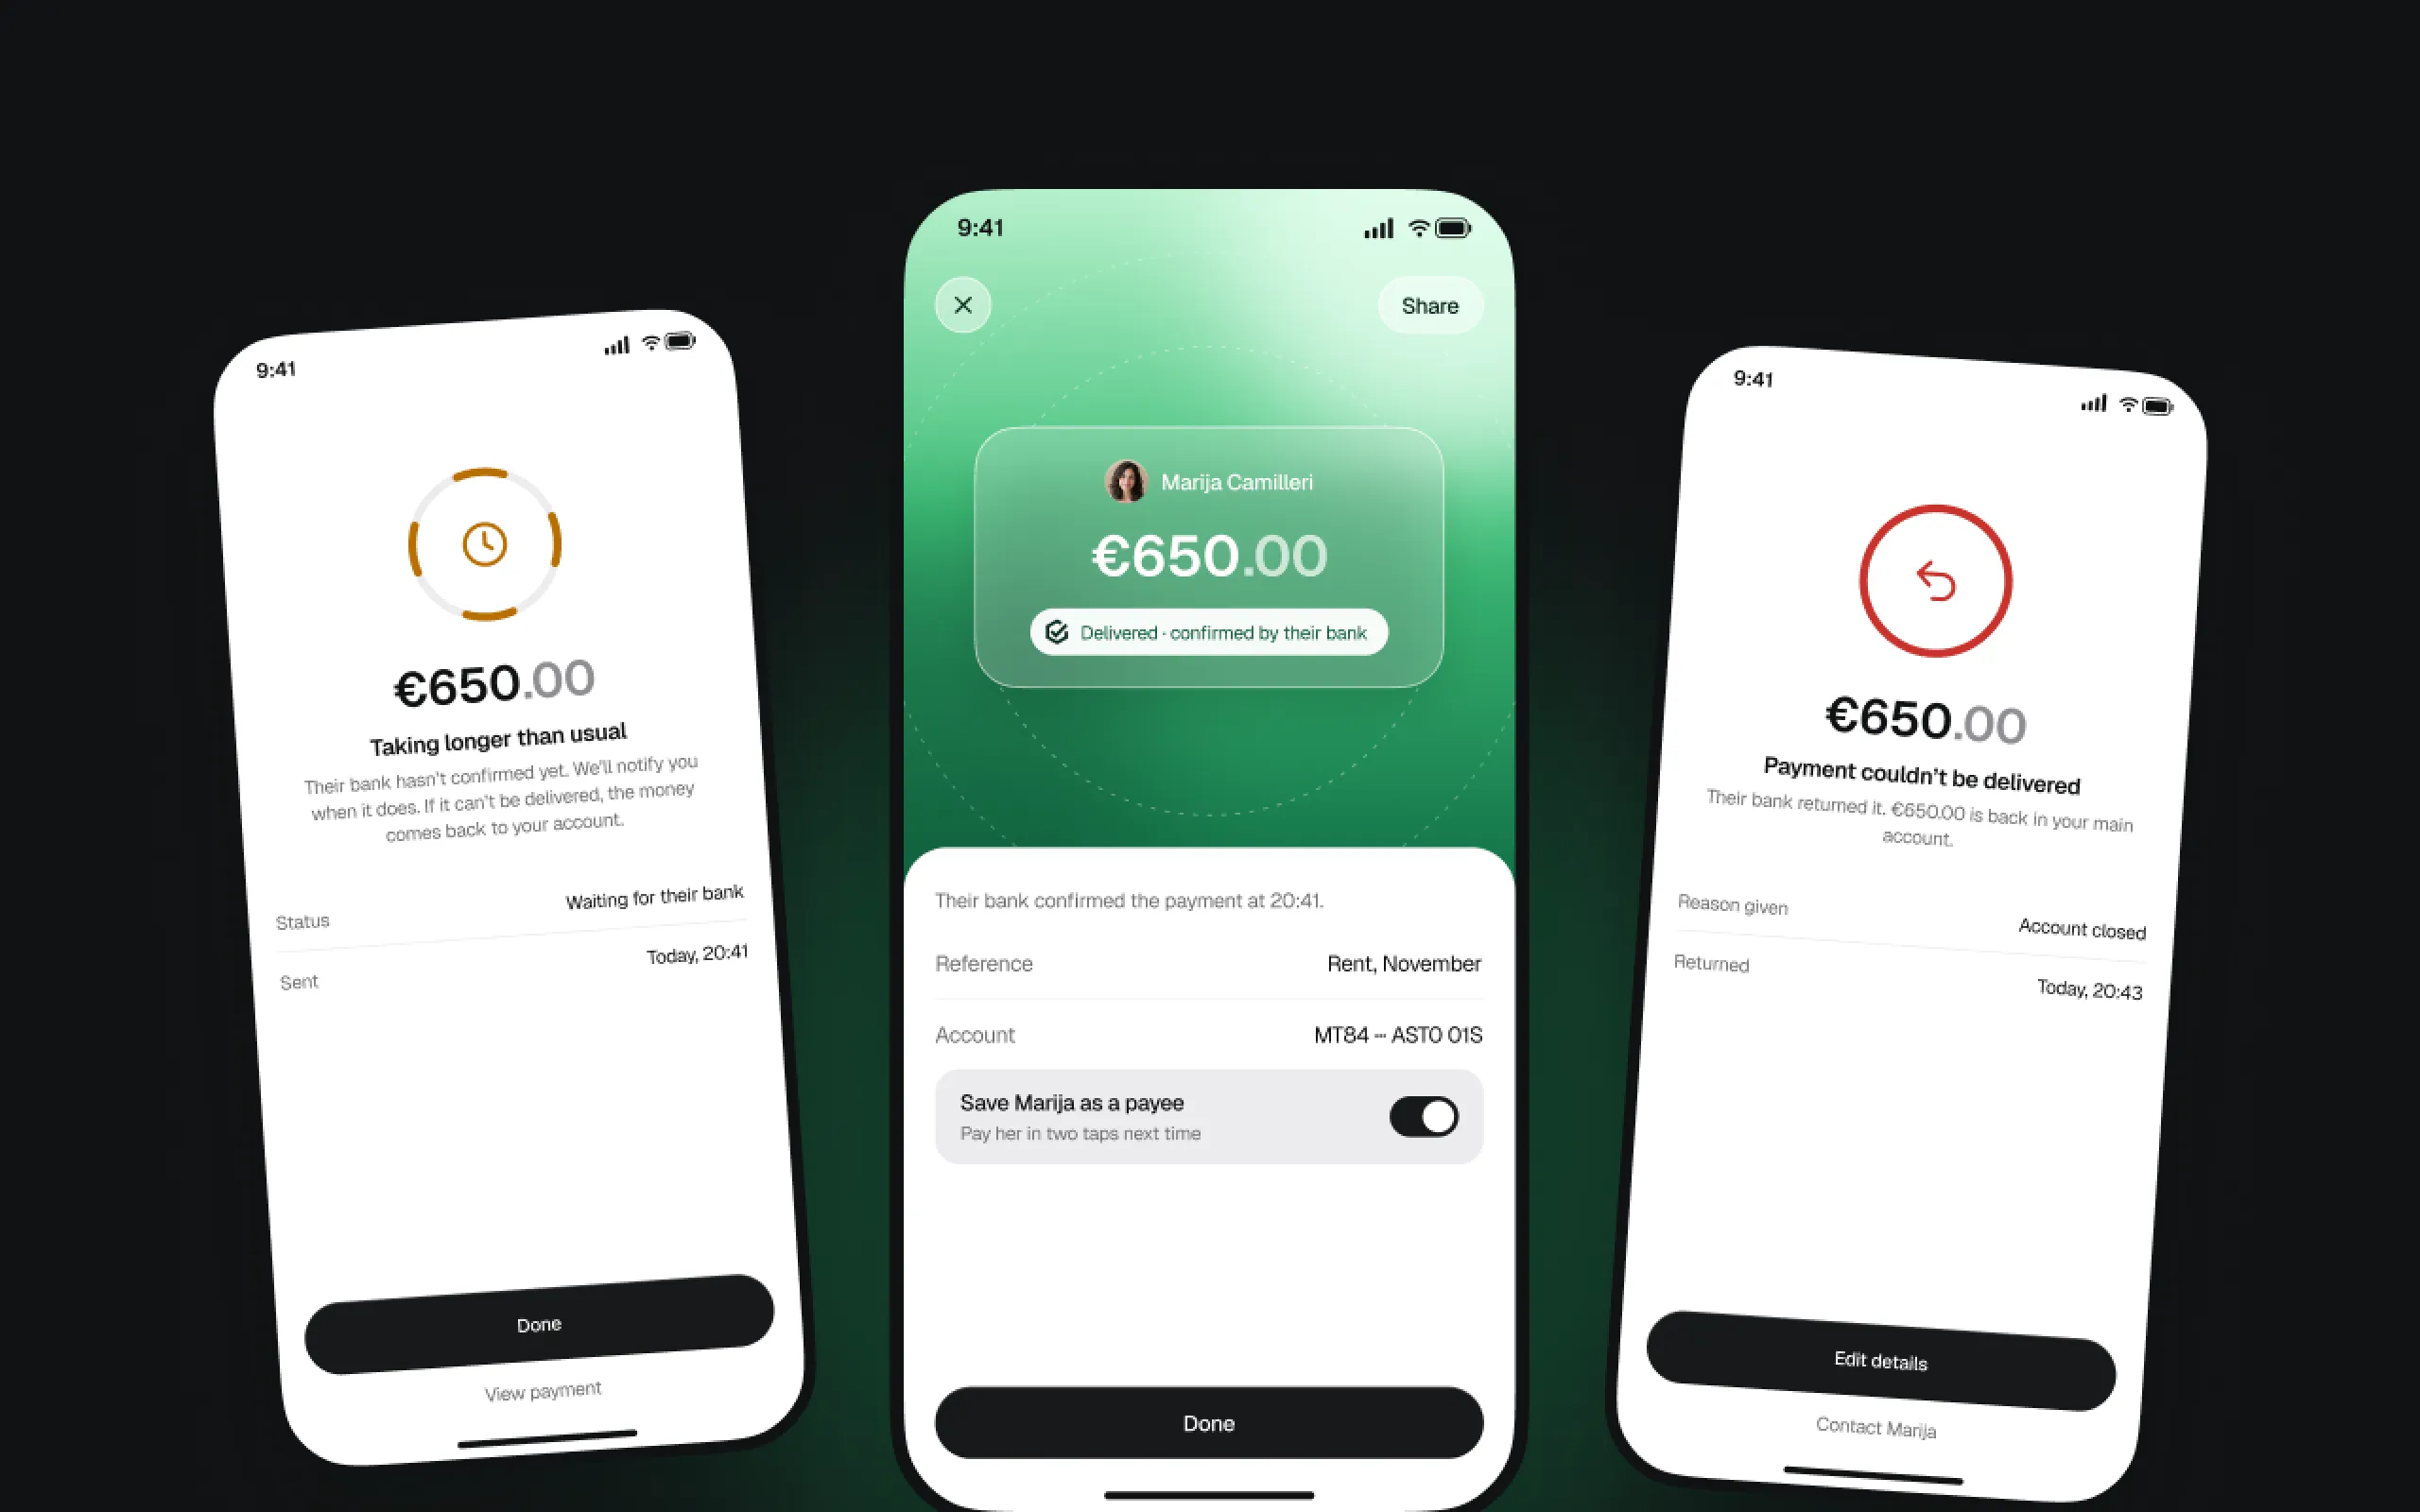 9:41
€650.00
Taking longer than usual
Their bank hasn't confirmed yet. We'll notify you
when it does. If it can't be delivered, the money
comes back to your account.
Status
Waiting for their bank
Sent
Today, 20:41
Done
View payment
9:41
Share
Marija Camilleri
€650.00
Delivered · confirmed by their bank
Their bank confirmed the payment at 20:41.
Reference
Rent, November
Account
MT84 ··· AST0 01S
Save Marija as a payee
Pay her in two taps next time
Done
9:41
€650.00
Payment couldn't be delivered
Their bank returned it. €650.00 is back in your main
account.
Reason given
Account closed
Returned
Today, 20:43
Edit details
Contact Marija